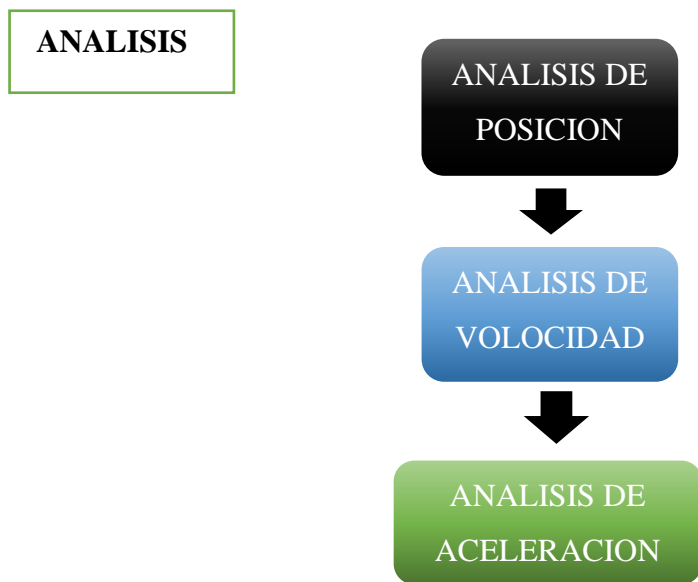 ANALISIS
ANALISIS DE
POSICION
ANALISIS DE
VOLOCIDAD
ANALISIS DE
ACELERACION